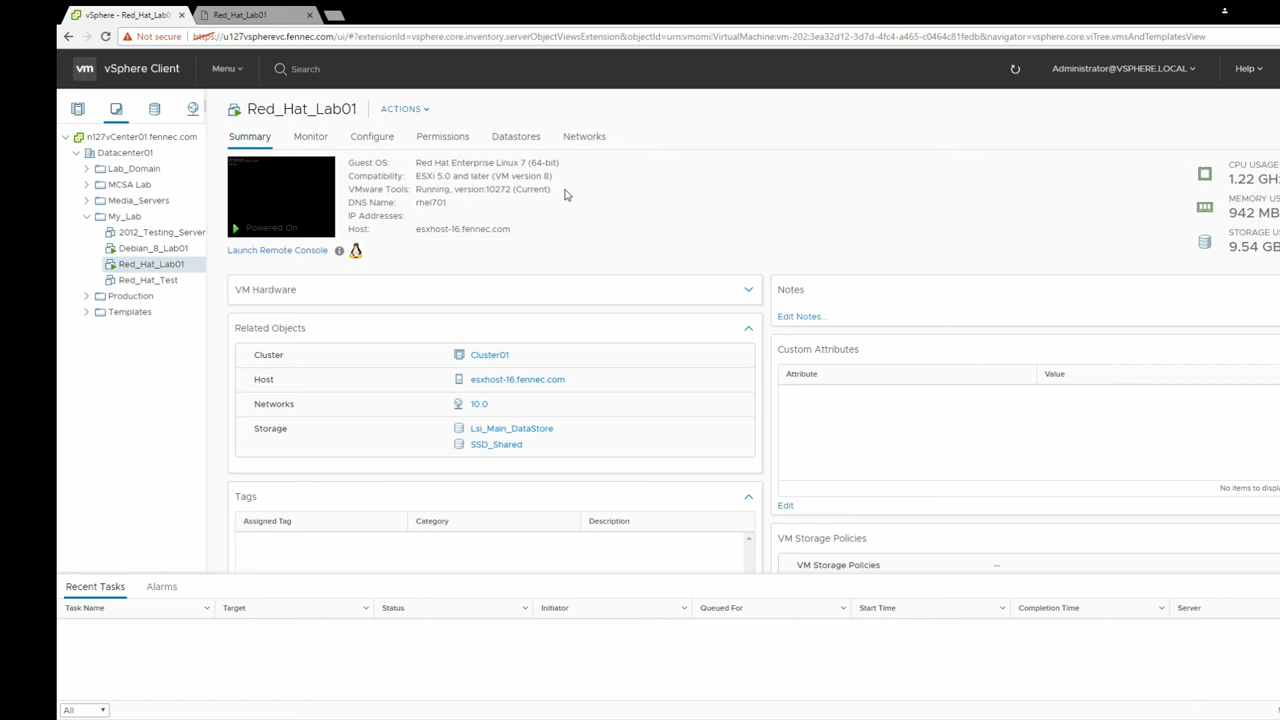 vSphere - Red_Hat_Lab0
Red_Hat_Lab01
Not secure https://u127vspherevc.fennec.com/ui/#?extensionId=vsphere.core.inventory.serverObjectViewsExtension&objectId=urn:vmomi:VirtualMachine:vm-202:3ea32d12-3d7d-4fc4-a465-c0464c81fedb&navigator=vsphere.core.viTree.vmsAndTemplatesView
vm vSphere Client Menu Search Administrator@VSPHERE.LOCAL Help
n127vCenter01.fennec.com
Datacenter01
Lab_Domain
MCSA Lab
Media_Servers
My_Lab
2012_Testing_Server
Debian_8_Lab01
Red_Hat_Lab01
Red_Hat_Test
Production
Templates
Red_Hat_Lab01 ACTIONS
Summary Monitor Configure Permissions Datastores Networks
Powered On
Launch Remote Console
Guest OS: Red Hat Enterprise Linux 7 (64-bit)
Compatibility: ESXi 5.0 and later (VM version 8)
VMware Tools: Running, version:10272 (Current)
DNS Name: rhel701
IP Addresses:
Host: esxhost-16.fennec.com
CPU USAGE
1.22 GH
MEMORY US
942 MB
STORAGE U
9.54 GB
VM Hardware
Related Objects
Cluster Cluster01
Host esxhost-16.fennec.com
Networks 10.0
Storage Lsi_Main_DataStore
SSD_Shared
Tags
Assigned Tag Category Description
Notes
Edit Notes...
Custom Attributes
Attribute Value
No items to displ
Edit
VM Storage Policies
VM Storage Policies --
Recent Tasks Alarms
Task Name Target Status Initiator Queued For Start Time Completion Time Server
All